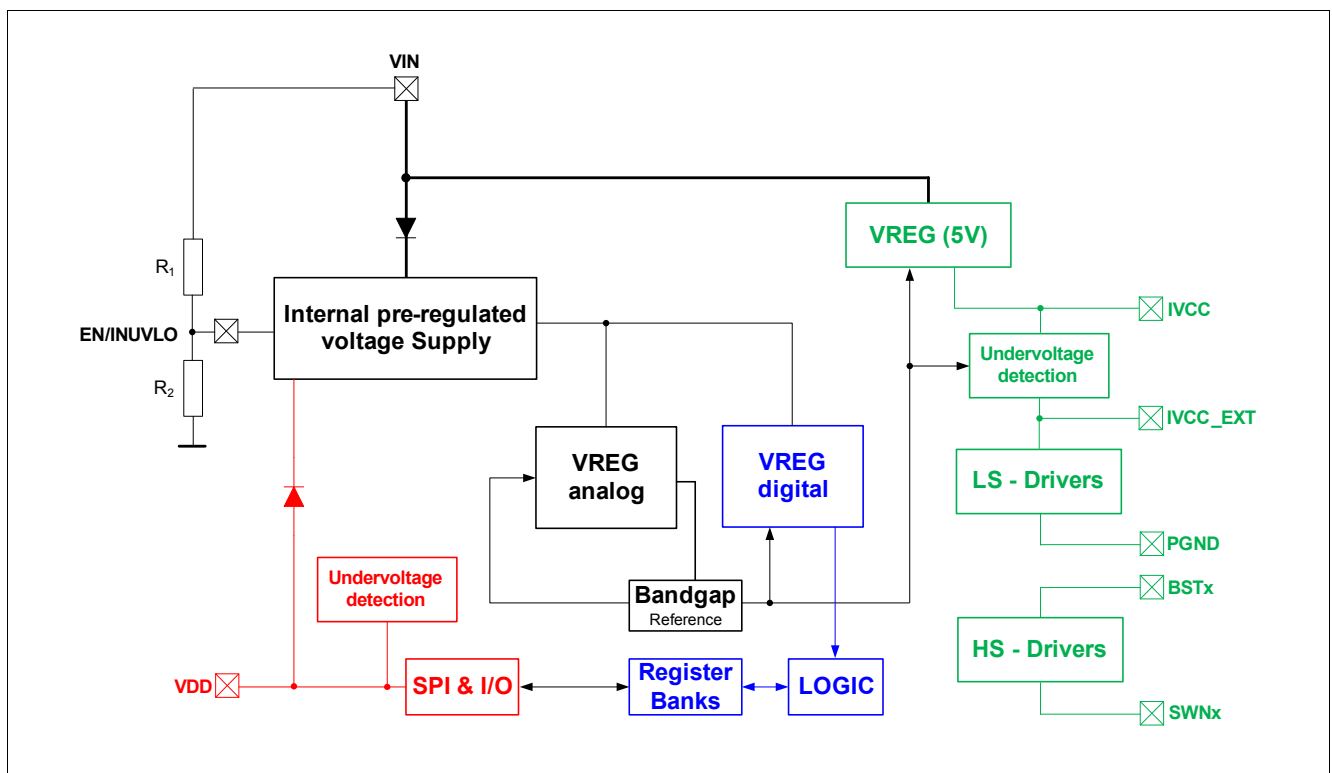 VIN
VREG (5V)
R1
Internal pre-regulated
voltage Supply
EN/INUVLO
IVCC
Undervoltage
detection
R2
IVCC_EXT
VREG
analog
VREG
digital
LS - Drivers
PGND
Undervoltage
detection
Bandgap
Reference
BSTx
HS - Drivers
VDD
SPI & I/O
Register
Banks
LOGIC
SWNx